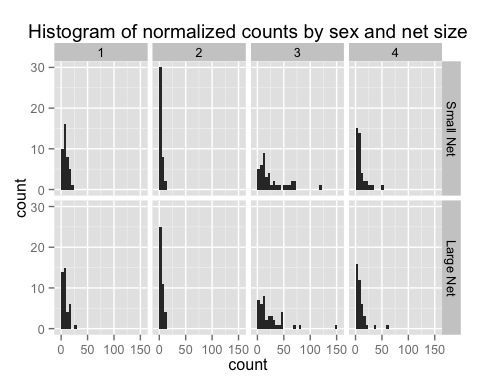 Histogram of normalized counts by sex and net size
1 2 3 4
30
20
10
0
Small Net
count
30
20
10
0
Large Net
0 50 100 150 0 50 100 150 0 50 100 150 0 50 100 150
count